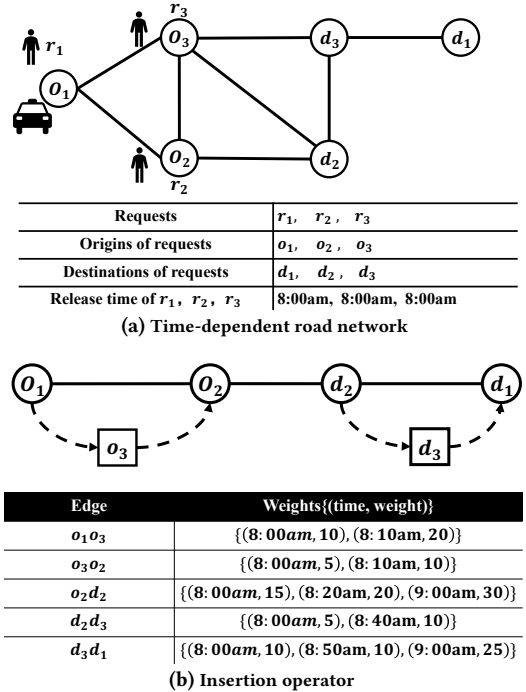 r₃
r₁
O₃ d₃ d₁
O₁
O₂ d₂
r₂
Requests r₁, r₂, r₃
Origins of requests o₁, o₂, o₃
Destinations of requests d₁, d₂, d₃
Release time of r₁, r₂, r₃ 8:00am, 8:00am, 8:00am
(a) Time-dependent road network
O₁ O₂ d₂ d₁
o₃ d₃
Edge Weights{(time, weight)}
o₁o₃ {(8:00am, 10), (8:10am, 20)}
o₃o₂ {(8:00am, 5), (8:10am, 10)}
o₂d₂ {(8:00am, 15), (8:20am, 20), (9:00am, 30)}
d₂d₃ {(8:00am, 5), (8:40am, 10)}
d₃d₁ {(8:00am, 10), (8:50am, 10), (9:00am, 25)}
(b) Insertion operator